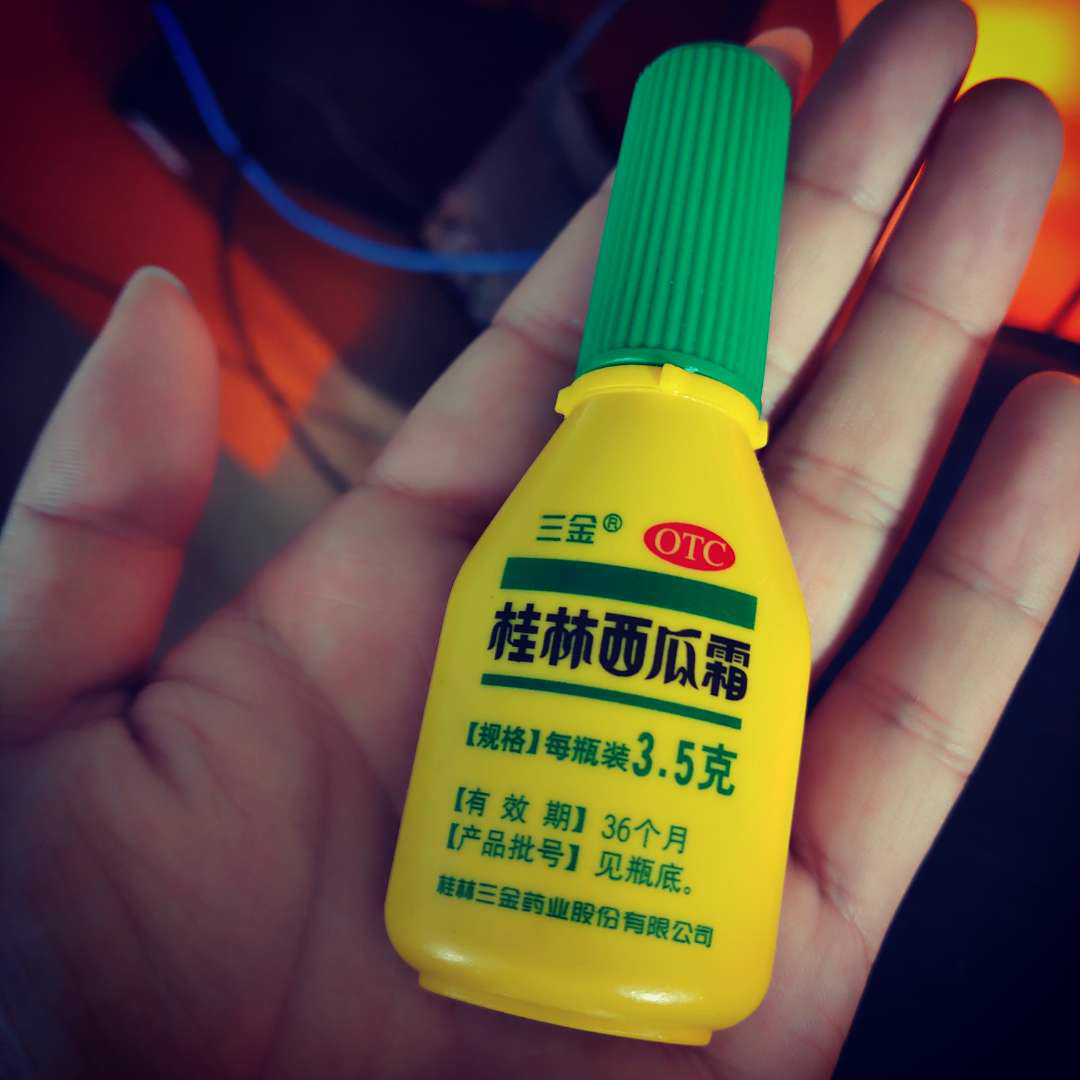 三金® OTC
桂林西瓜霜
【规格】每瓶装3.5克
【有效期】36个月
【产品批号】见瓶底。
桂林三金药业股份有限公司